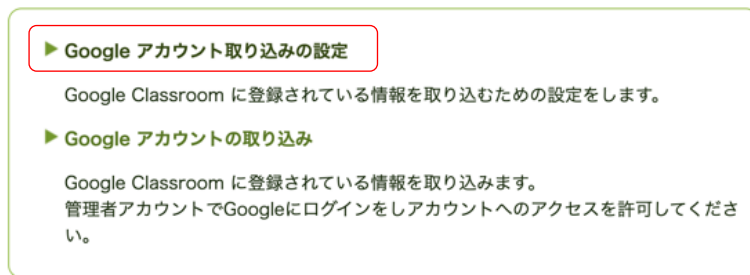 Google アカウント取り込みの設定
Google Classroom に登録されている情報を取り込むための設定をします。
Google アカウントの取り込み
Google Classroom に登録されている情報を取り込みます。
管理者アカウントでGoogleにログインをしアカウントへのアクセスを許可してくださ
い。